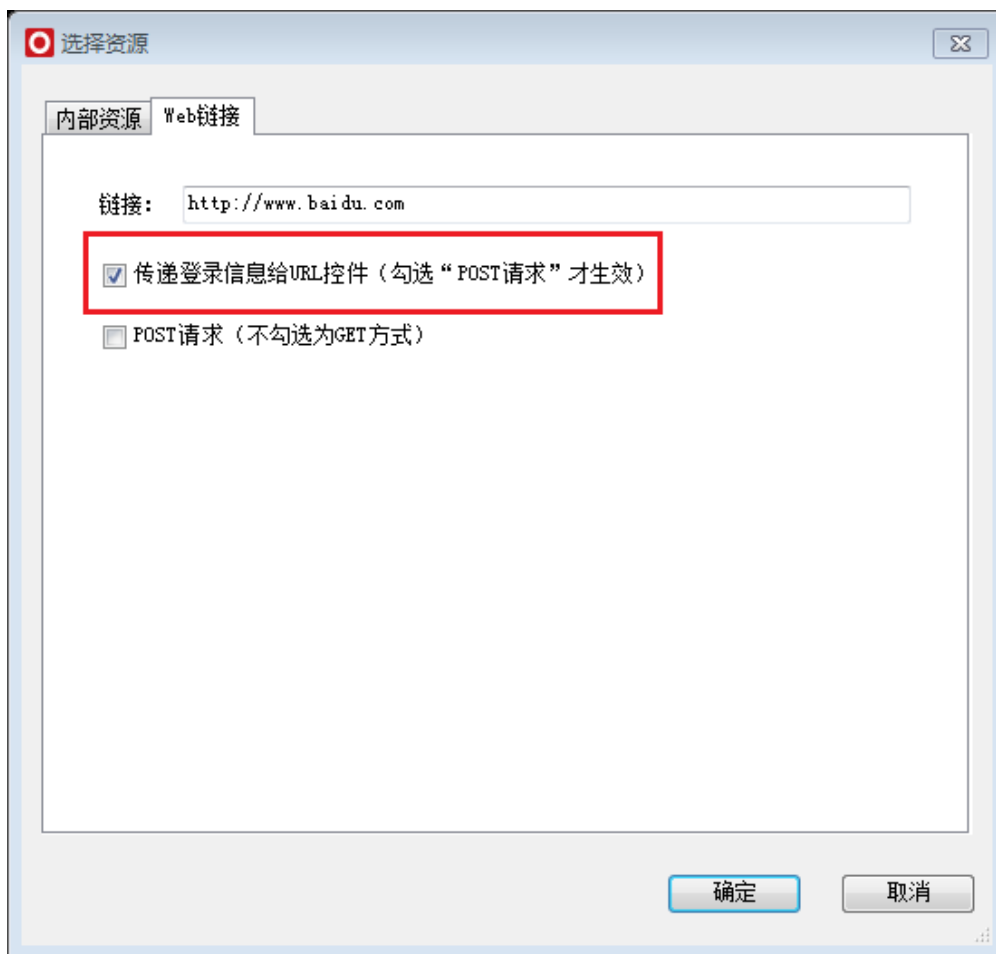 选择资源
内部资源 Web链接
链接: http://www.baidu.com
传递登录信息给URL控件（勾选“POST请求”才生效）
POST请求（不勾选为GET方式）
确定 取消